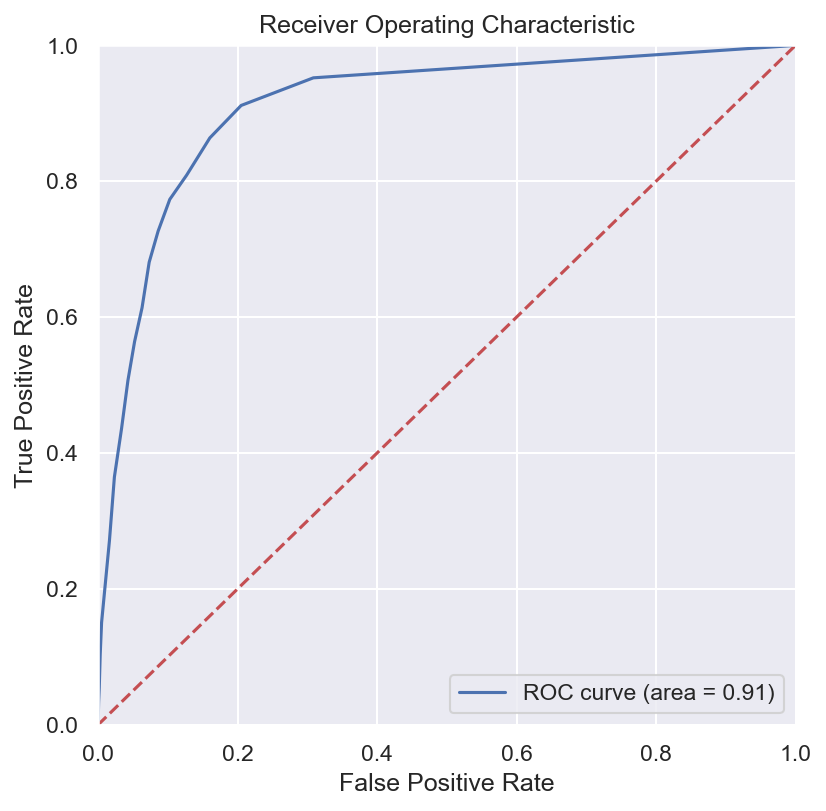 Receiver Operating Characteristic
1.0
0.8
0.6
0.4
0.2
0.0
True Positive Rate
ROC curve (area = 0.91)
0.0 0.2 0.4 0.6 0.8 1.0
False Positive Rate